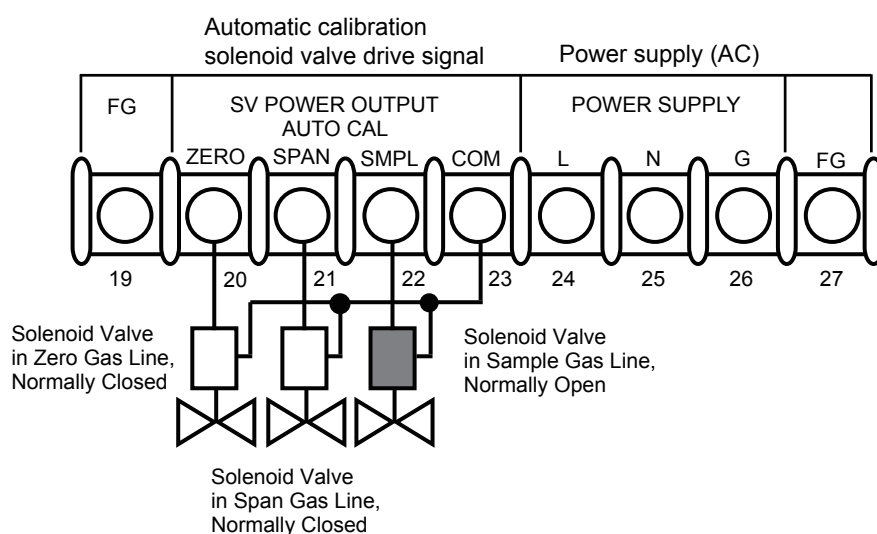 Automatic calibration
solenoid valve drive signal
Power supply (AC)
FG
SV POWER OUTPUT
AUTO CAL
POWER SUPPLY
ZERO SPAN SMPL COM L N G FG
19 20 21 22 23 24 25 26 27
Solenoid Valve
in Zero Gas Line,
Normally Closed
Solenoid Valve
in Sample Gas Line,
Normally Open
Solenoid Valve
in Span Gas Line,
Normally Closed